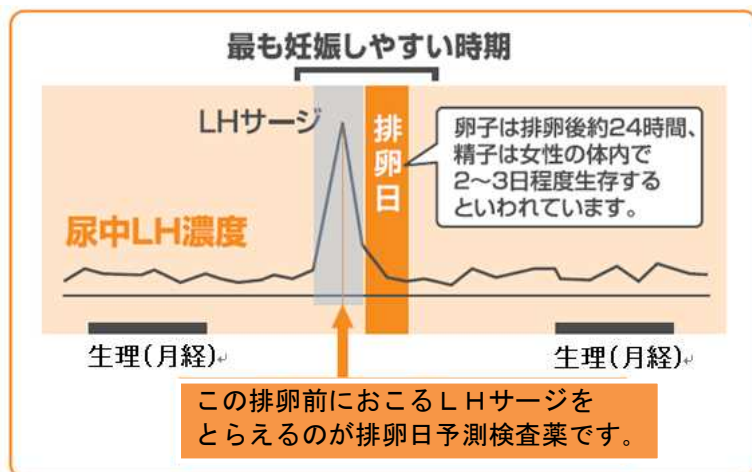 最も妊娠しやすい時期
LHサージ
排卵日
卵子は排卵後約24時間、
精子は女性の体内で
2〜3日程度生存する
といわれています。
尿中LH濃度
生理(月経)↵
生理(月経)↵
この排卵前におこるＬＨサージを
とらえるのが排卵日予測検査薬です。